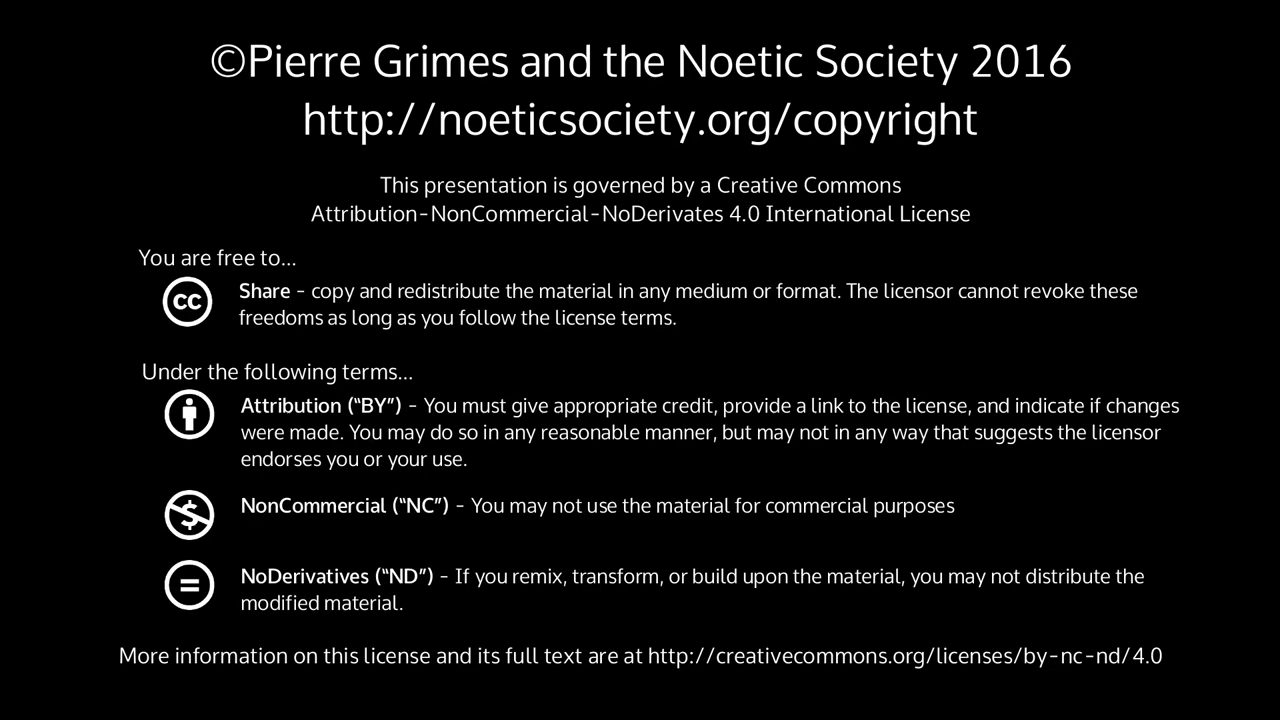 ©Pierre Grimes and the Noetic Society 2016
http://noeticsociety.org/copyright
This presentation is governed by a Creative Commons
Attribution-NonCommercial-NoDerivates 4.0 International License
You are free to...
cc
Share - copy and redistribute the material in any medium or format. The licensor cannot revoke these
freedoms as long as you follow the license terms.
Under the following terms...
Attribution (“BY”) - You must give appropriate credit, provide a link to the license, and indicate if changes
were made. You may do so in any reasonable manner, but may not in any way that suggests the licensor
endorses you or your use.
$
NonCommercial (“NC”) - You may not use the material for commercial purposes
=
NoDerivatives (“ND”) - If you remix, transform, or build upon the material, you may not distribute the
modified material.
More information on this license and its full text are at http://creativecommons.org/licenses/by-nc-nd/4.0